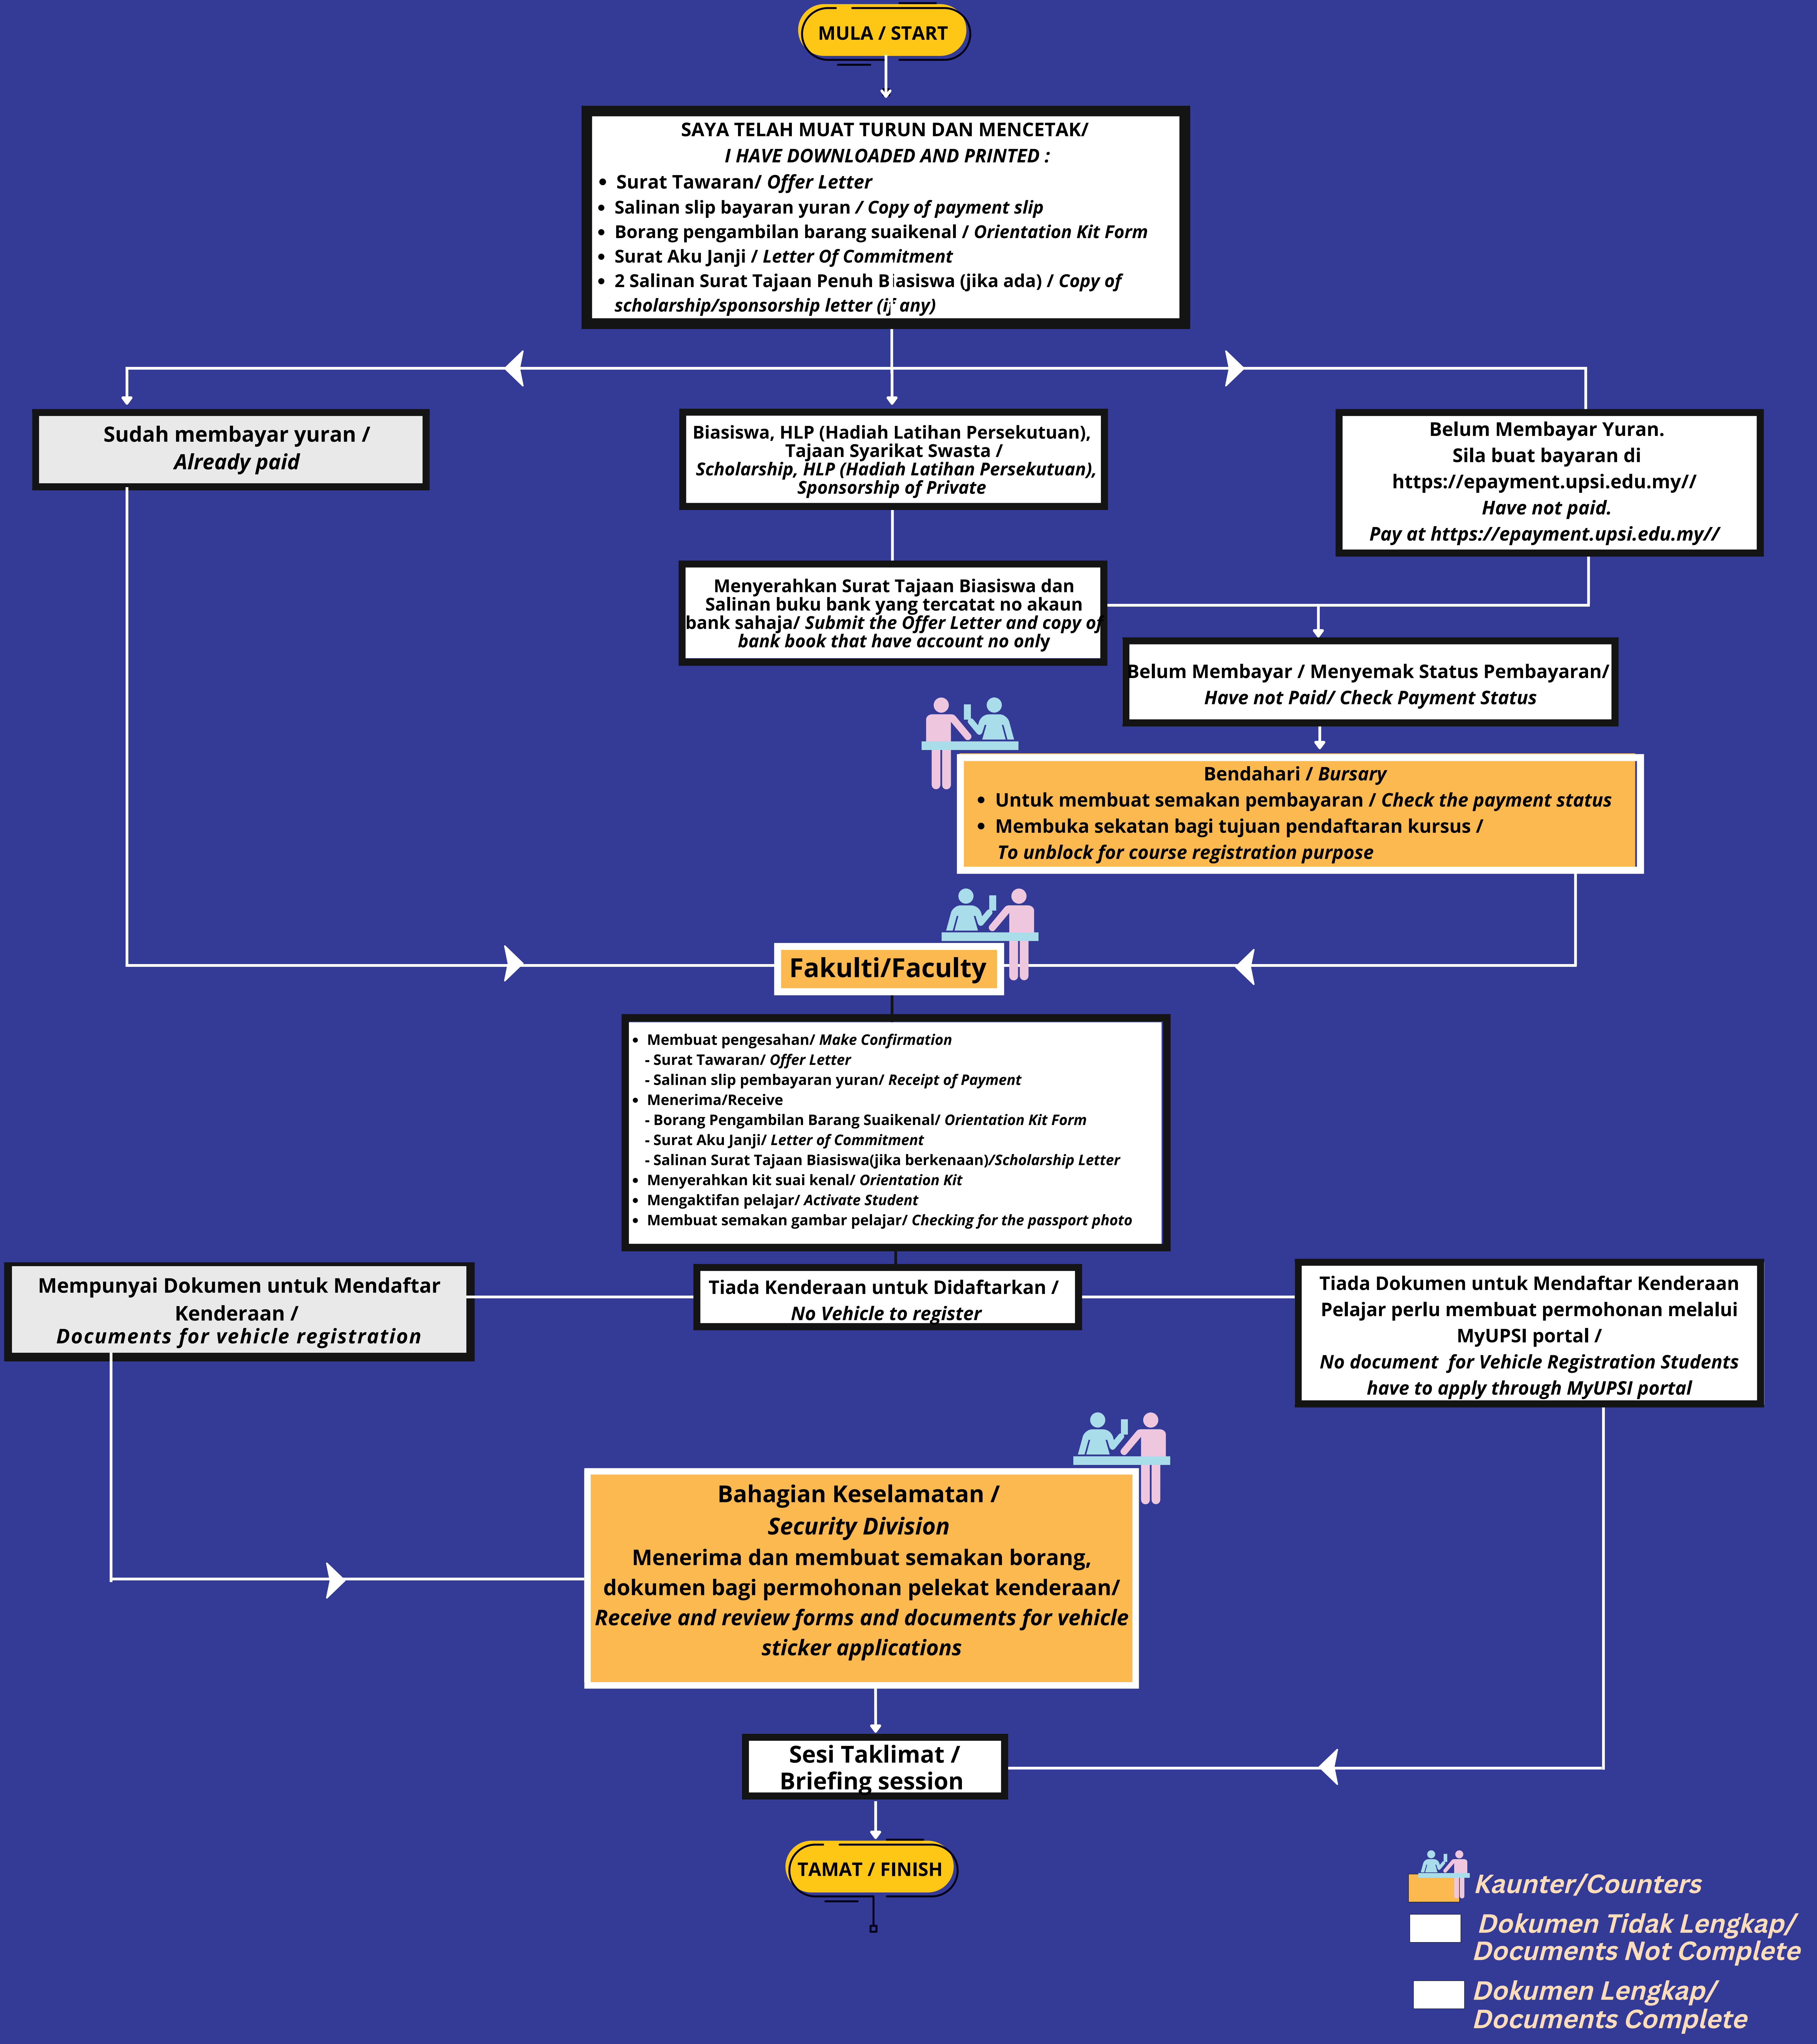 MULA / START
SAYA TELAH MUAT TURUN DAN MENCETAK/
I HAVE DOWNLOADED AND PRINTED :
• Surat Tawaran/ Offer Letter
• Salinan slip bayaran yuran / Copy of payment slip
• Borang pengambilan barang suaikenal / Orientation Kit Form
• Surat Aku Janji / Letter Of Commitment
• 2 Salinan Surat Tajaan Penuh Biasiswa (jika ada) / Copy of
scholarship/sponsorship letter (if any)
Sudah membayar yuran /
Already paid
Biasiswa, HLP (Hadiah Latihan Persekutuan),
Tajaan Syarikat Swasta /
Scholarship, HLP (Hadiah Latihan Persekutuan),
Sponsorship of Private
Belum Membayar Yuran.
Sila buat bayaran di
https://epayment.upsi.edu.my//
Have not paid.
Pay at https://epayment.upsi.edu.my//
Menyerahkan Surat Tajaan Biasiswa dan
Salinan buku bank yang tercatat no akaun
bank sahaja/ Submit the Offer Letter and copy of
bank book that have account no only
Belum Membayar / Menyemak Status Pembayaran/
Have not Paid/ Check Payment Status
Bendahari / Bursary
• Untuk membuat semakan pembayaran / Check the payment status
• Membuka sekatan bagi tujuan pendaftaran kursus /
To unblock for course registration purpose
Fakulti/Faculty
• Membuat pengesahan/ Make Confirmation
- Surat Tawaran/ Offer Letter
- Salinan slip pembayaran yuran/ Receipt of Payment
• Menerima/Receive
- Borang Pengambilan Barang Suaikenal/ Orientation Kit Form
- Surat Aku Janji/ Letter of Commitment
- Salinan Surat Tajaan Biasiswa(jika berkenaan)/Scholarship Letter
• Menyerahkan kit suai kenal/ Orientation Kit
• Mengaktifan pelajar/ Activate Student
• Membuat semakan gambar pelajar/ Checking for the passport photo
Mempunyai Dokumen untuk Mendaftar
Kenderaan /
Documents for vehicle registration
Tiada Kenderaan untuk Didaftarkan /
No Vehicle to register
Tiada Dokumen untuk Mendaftar Kenderaan
Pelajar perlu membuat permohonan melalui
MyUPSI portal /
No document for Vehicle Registration Students
have to apply through MyUPSI portal
Bahagian Keselamatan /
Security Division
Menerima dan membuat semakan borang,
dokumen bagi permohonan pelekat kenderaan/
Receive and review forms and documents for vehicle
sticker applications
Sesi Taklimat /
Briefing session
TAMAT / FINISH
Kaunter/Counters
Dokumen Tidak Lengkap/
Documents Not Complete
Dokumen Lengkap/
Documents Complete